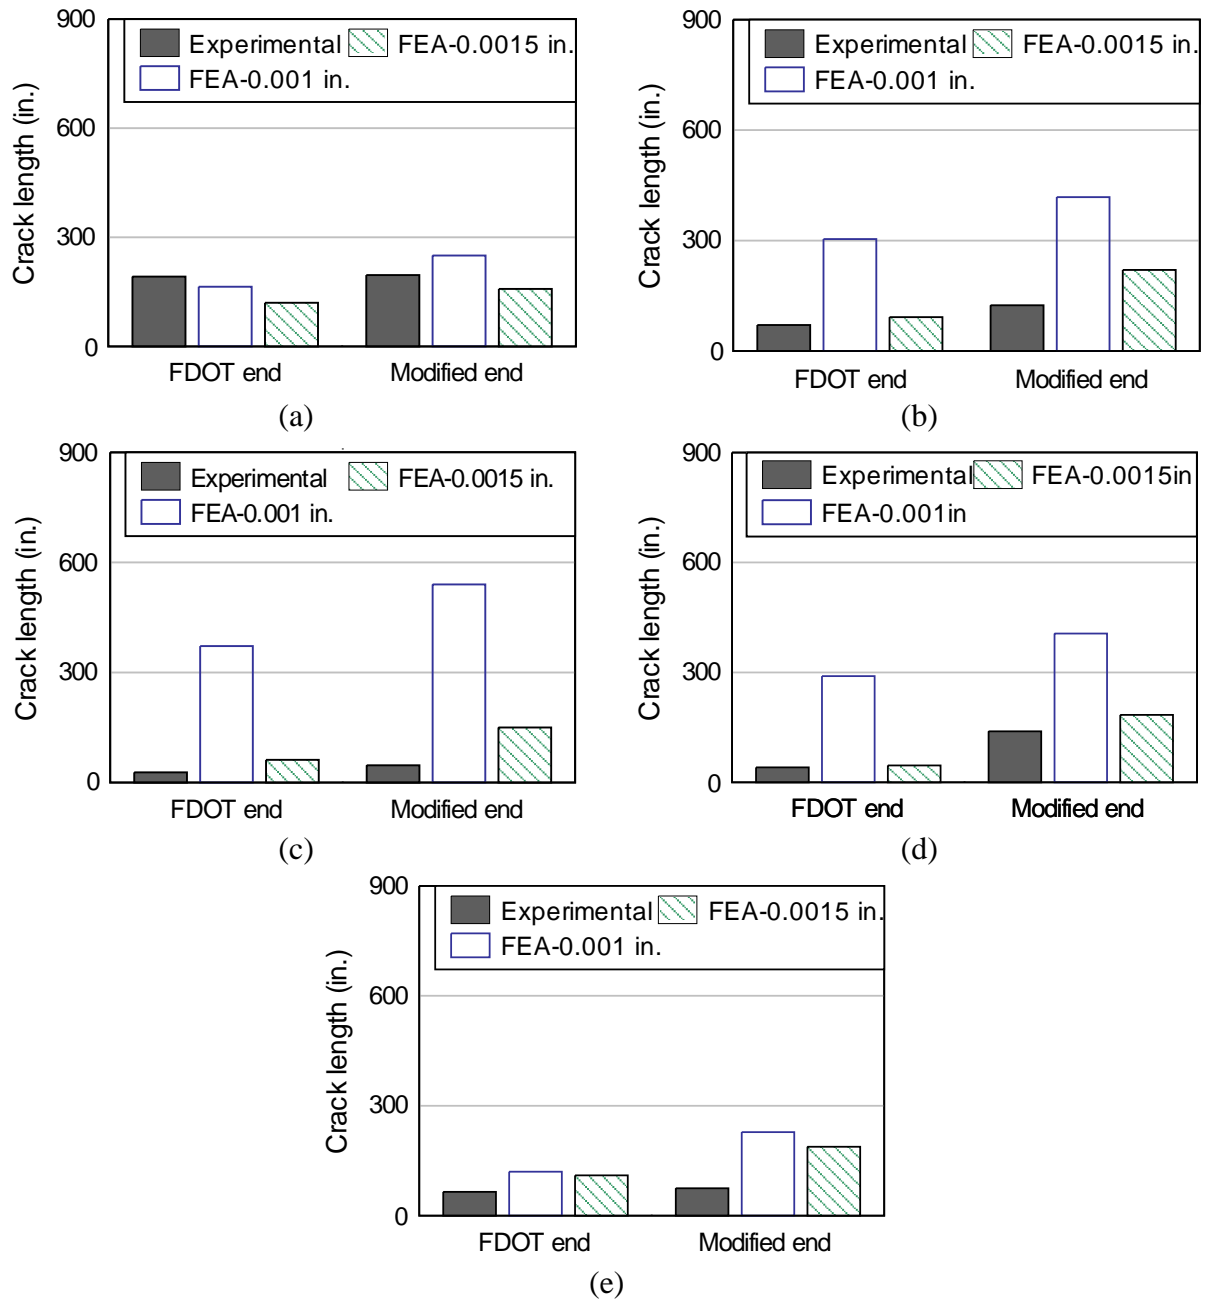 900
600
300
0
Crack length (in.)
Experimental
FEA-0.0015 in.
FEA-0.001 in.
FDOT end
Modified end
(a)
900
600
300
0
Crack length (in.)
Experimental
FEA-0.0015 in.
FEA-0.001 in.
FDOT end
Modified end
(b)
900
600
300
0
Crack length (in.)
Experimental
FEA-0.0015 in.
FEA-0.001 in.
FDOT end
Modified end
(c)
900
600
300
0
Crack length (in.)
Experimental
FEA-0.0015in
FEA-0.001in
FDOT end
Modified end
(d)
900
600
300
0
Crack length (in.)
Experimental
FEA-0.0015 in.
FEA-0.001 in.
FDOT end
Modified end
(e)